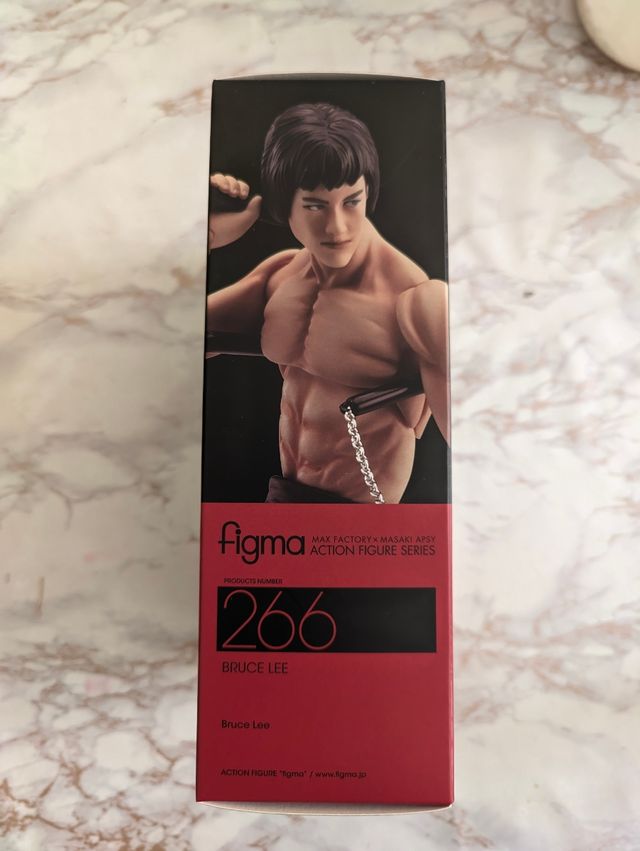 figma MAX FACTORY × MASAKI APSY
ACTION FIGURE SERIES
PRODUCTS NUMBER
266
BRUCE LEE
Bruce Lee
ACTION FIGURE "figma" / www.figma.jp